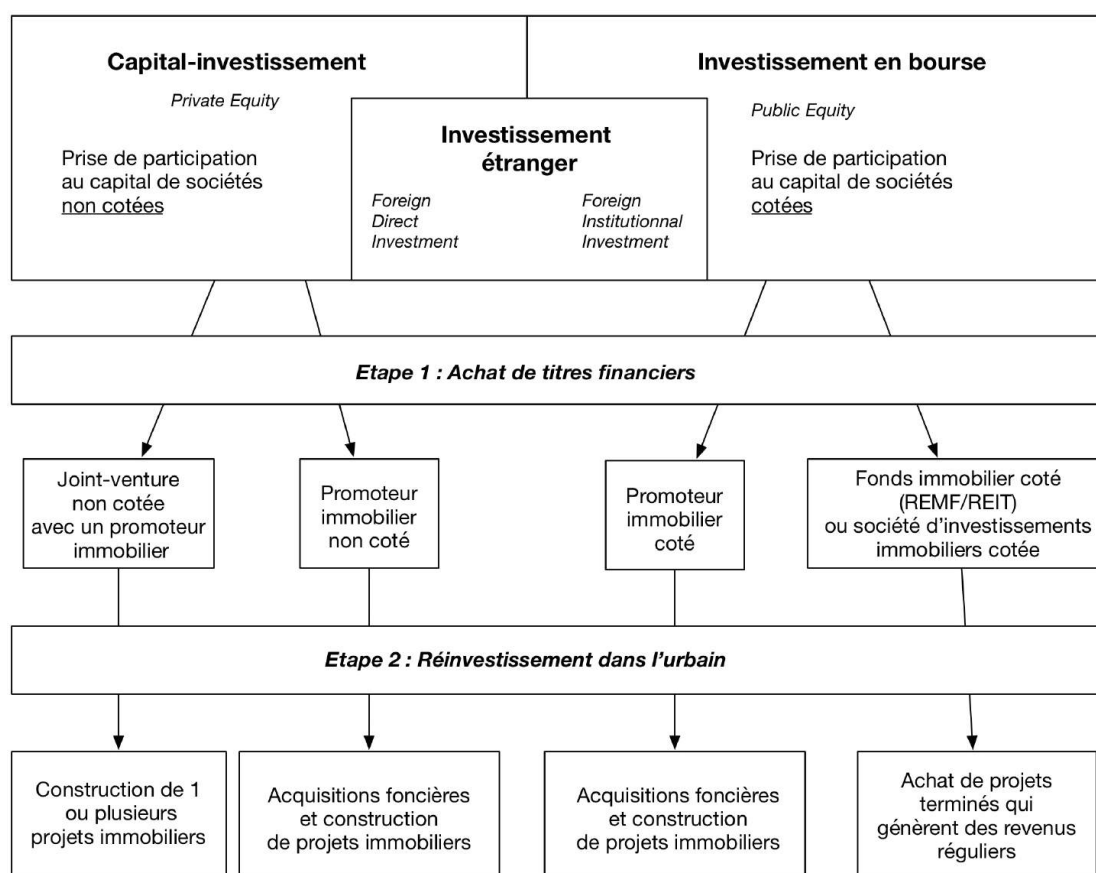 Capital-investissement
Private Equity
Prise de participation
au capital de sociétés
non cotées
Investissement
étranger
Foreign
Direct
Investment
Foreign
Institutionnal
Investment
Investissement en bourse
Public Equity
Prise de participation
au capital de sociétés
cotées
Etape 1 : Achat de titres financiers
Joint-venture
non cotée
avec un promoteur
immobilier
Promoteur
immobilier
non coté
Promoteur
immobilier
coté
Fonds immobilier coté
(REMF/REIT)
ou société d'investissements
immobiliers cotée
Etape 2 : Réinvestissement dans l'urbain
Construction de 1
ou plusieurs
projets immobiliers
Acquisitions foncières
et construction
de projets immobiliers
Acquisitions foncières
et construction
de projets immobiliers
Achat de projets
terminés qui
génèrent des revenus
réguliers